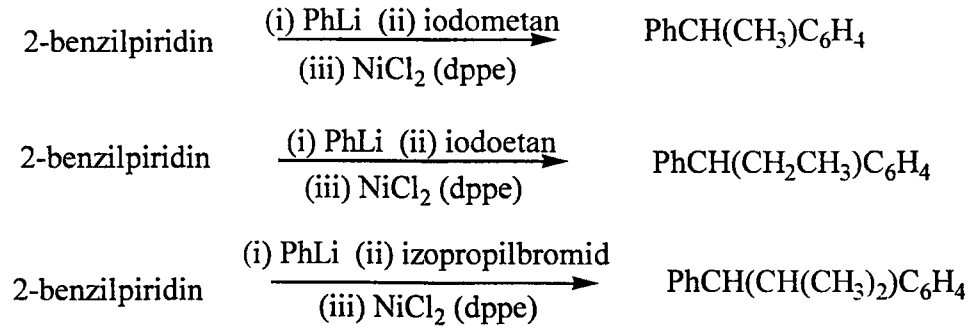 2-benzilpiridin (i) PhLi (ii) iodometan PhCH(CH₃)C₆H₄
(iii) NiCl₂ (dppe)
2-benzilpiridin (i) PhLi (ii) iodoetan PhCH(CH₂CH₃)C₆H₄
(iii) NiCl₂ (dppe)
2-benzilpiridin (i) PhLi (ii) izopropilbromid PhCH(CH(CH₃)₂)C₆H₄
(iii) NiCl₂ (dppe)